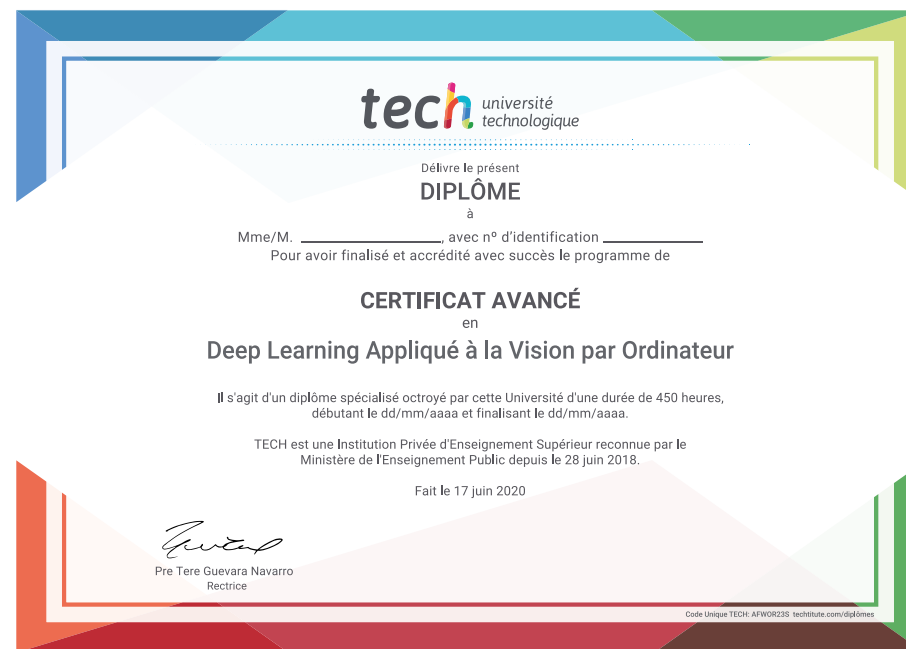 tech université
technologique
Délivre le présent
DIPLÔME
à
Mme/M. ____________________, avec nº d'identification ______________
Pour avoir finalisé et accrédité avec succès le programme de
CERTIFICAT AVANCÉ
en
Deep Learning Appliqué à la Vision par Ordinateur
Il s'agit d'un diplôme spécialisé octroyé par cette Université d'une durée de 450 heures,
débutant le dd/mm/aaaa et finalisant le dd/mm/aaaa.
TECH est une Institution Privée d'Enseignement Supérieur reconnue par le
Ministère de l'Enseignement Public depuis le 28 juin 2018.
Fait le 17 juin 2020
Pre Tere Guevara Navarro
Rectrice
Code Unique TECH: AFWOR23S techtitute.com/diplômes